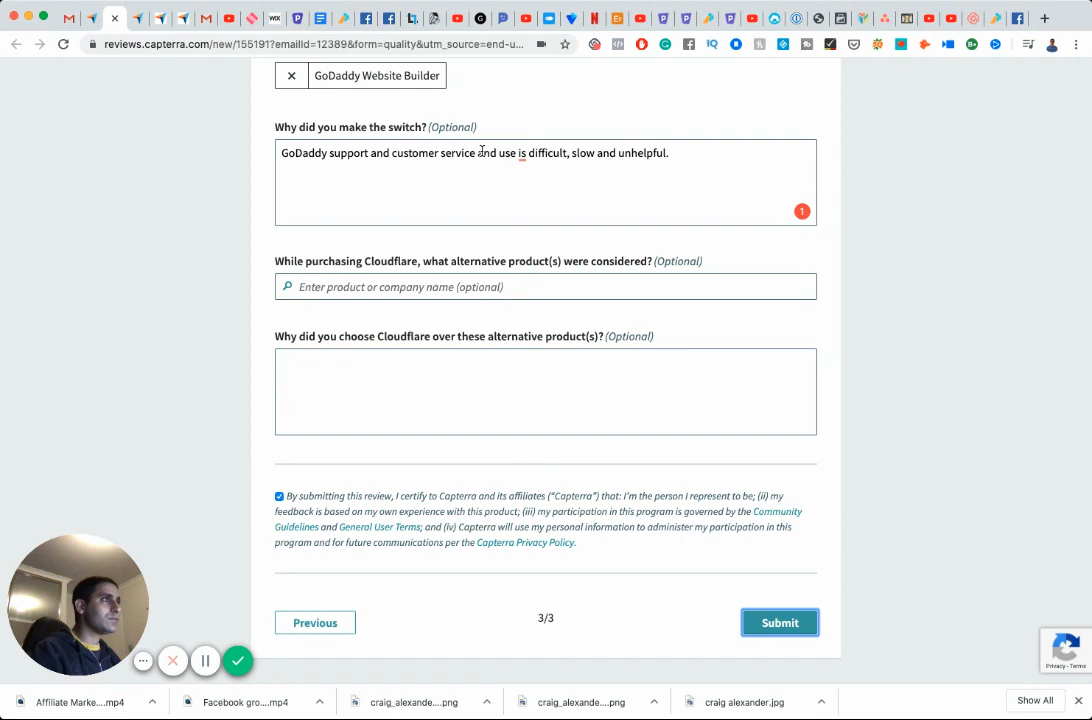 reviews.capterra.com/new/155191?emailId=12389&form=quality&utm_source=end-u...
GoDaddy Website Builder
Why did you make the switch? (Optional)
GoDaddy support and customer service and use is difficult, slow and unhelpful.
1
While purchasing Cloudflare, what alternative product(s) were considered? (Optional)
Enter product or company name (optional)
Why did you choose Cloudflare over these alternative product(s)? (Optional)
By submitting this review, I certify to Capterra and its affiliates (“Capterra”) that: I'm the person I represent to be; (ii) my
feedback is based on my own experience with this product; (iii) my participation in this program is governed by the Community
Guidelines and General User Terms; and (iv) Capterra will use my personal information to administer my participation in this
program and for future communications per the Capterra Privacy Policy.
Previous
3/3
Submit
Privacy - Terms
Affiliate Marke....mp4
Facebook gro....mp4
craig_alexande....png
craig_alexande....png
craig alexander.jpg
Show All